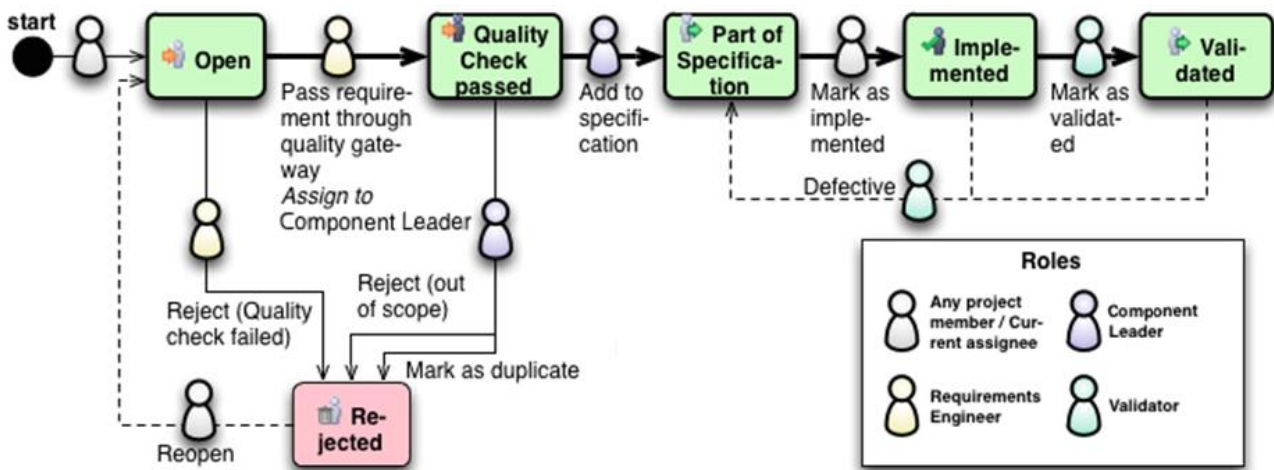 start
Open
Quality
Check
passed
Part of
Specifica-
tion
Imple-
mented
Vali-
dated
Pass require-
ment through
quality gate-
way
Assign to
Component Leader
Add to
specifi-
cation
Mark as
imple-
mented
Mark as
validat-
ed
Defective
Reject (Quality
check failed)
Reject (out
of scope)
Mark as duplicate
Re-
jected
Reopen
Roles
Any project
member / Cur-
rent assignee
Component
Leader
Requirements
Engineer
Validator